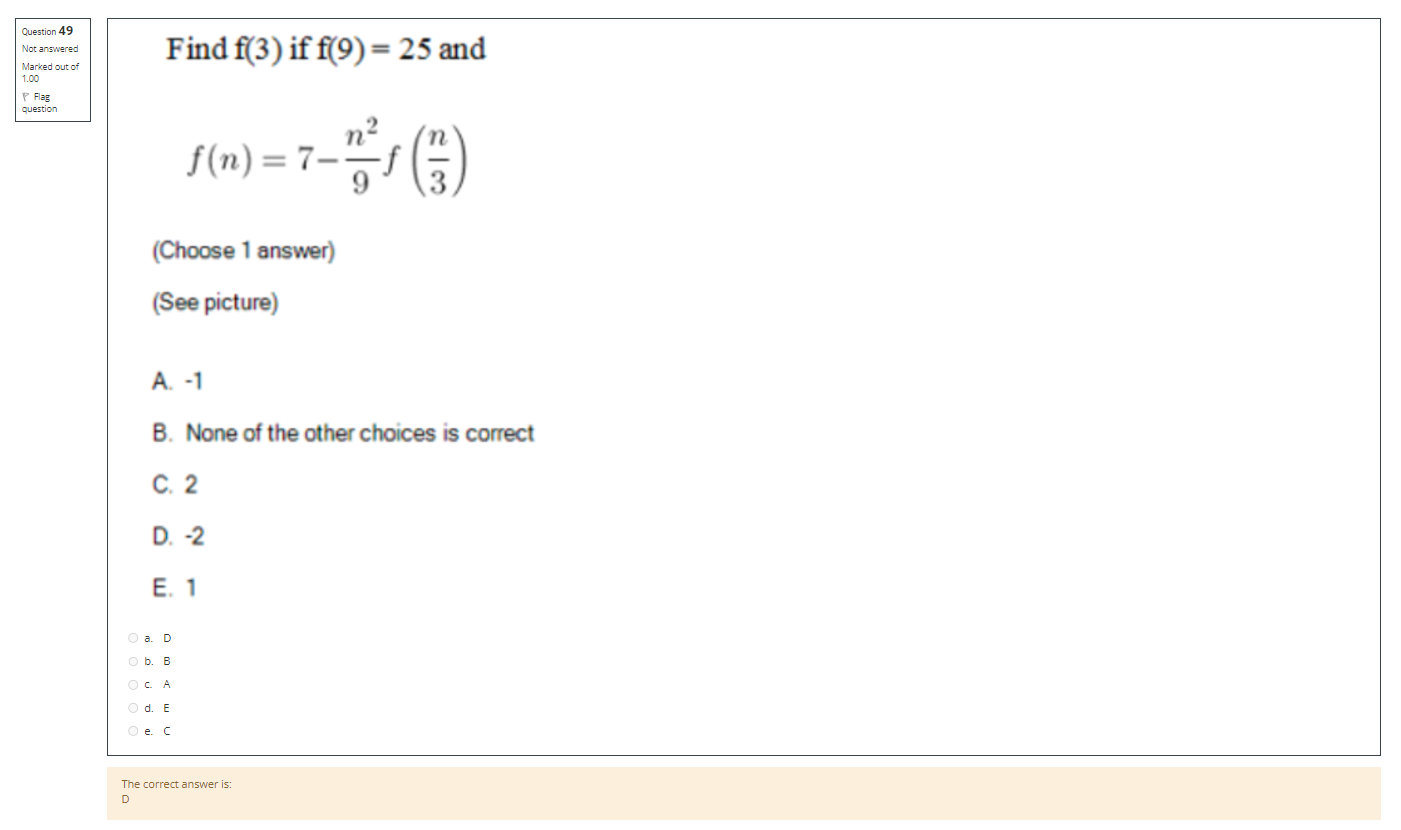 Question 49
Not answered
Marked out of
1.00
Flag
question
Find f(3) if f(9) = 25 and
f(n) = 7 − n²/9 f(n/3)
(Choose 1 answer)
(See picture)
A. -1
B. None of the other choices is correct
C. 2
D. -2
E. 1
a. D
b. B
c. A
d. E
e. C
The correct answer is:
D